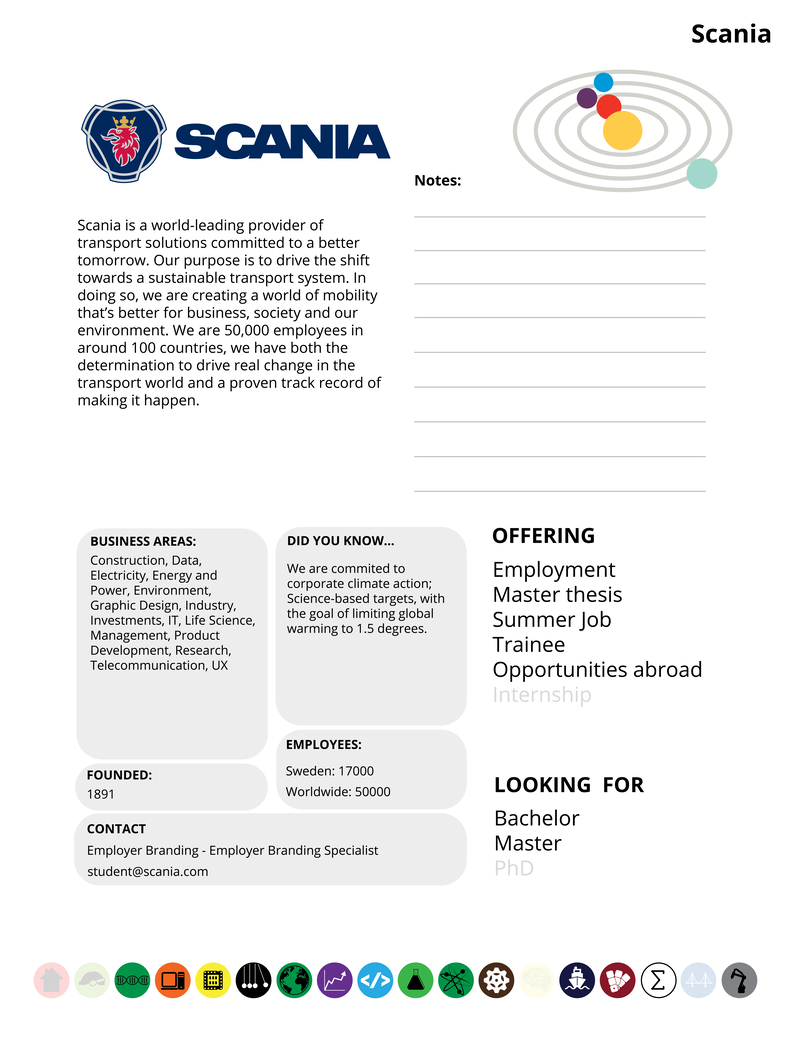 Scania
SCANIA
Notes:
Scania is a world-leading provider of
transport solutions committed to a better
tomorrow. Our purpose is to drive the shift
towards a sustainable transport system. In
doing so, we are creating a world of mobility
that’s better for business, society and our
environment. We are 50,000 employees in
around 100 countries, we have both the
determination to drive real change in the
transport world and a proven track record of
making it happen.
BUSINESS AREAS:
Construction, Data,
Electricity, Energy and
Power, Environment,
Graphic Design, Industry,
Investments, IT, Life Science,
Management, Product
Development, Research,
Telecommunication, UX
DID YOU KNOW...
We are commited to
corporate climate action;
Science-based targets, with
the goal of limiting global
warming to 1.5 degrees.
OFFERING
Employment
Master thesis
Summer Job
Trainee
Opportunities abroad
Internship
FOUNDED:
1891
EMPLOYEES:
Sweden: 17000
Worldwide: 50000
CONTACT
Employer Branding - Employer Branding Specialist
student@scania.com
LOOKING FOR
Bachelor
Master
PhD